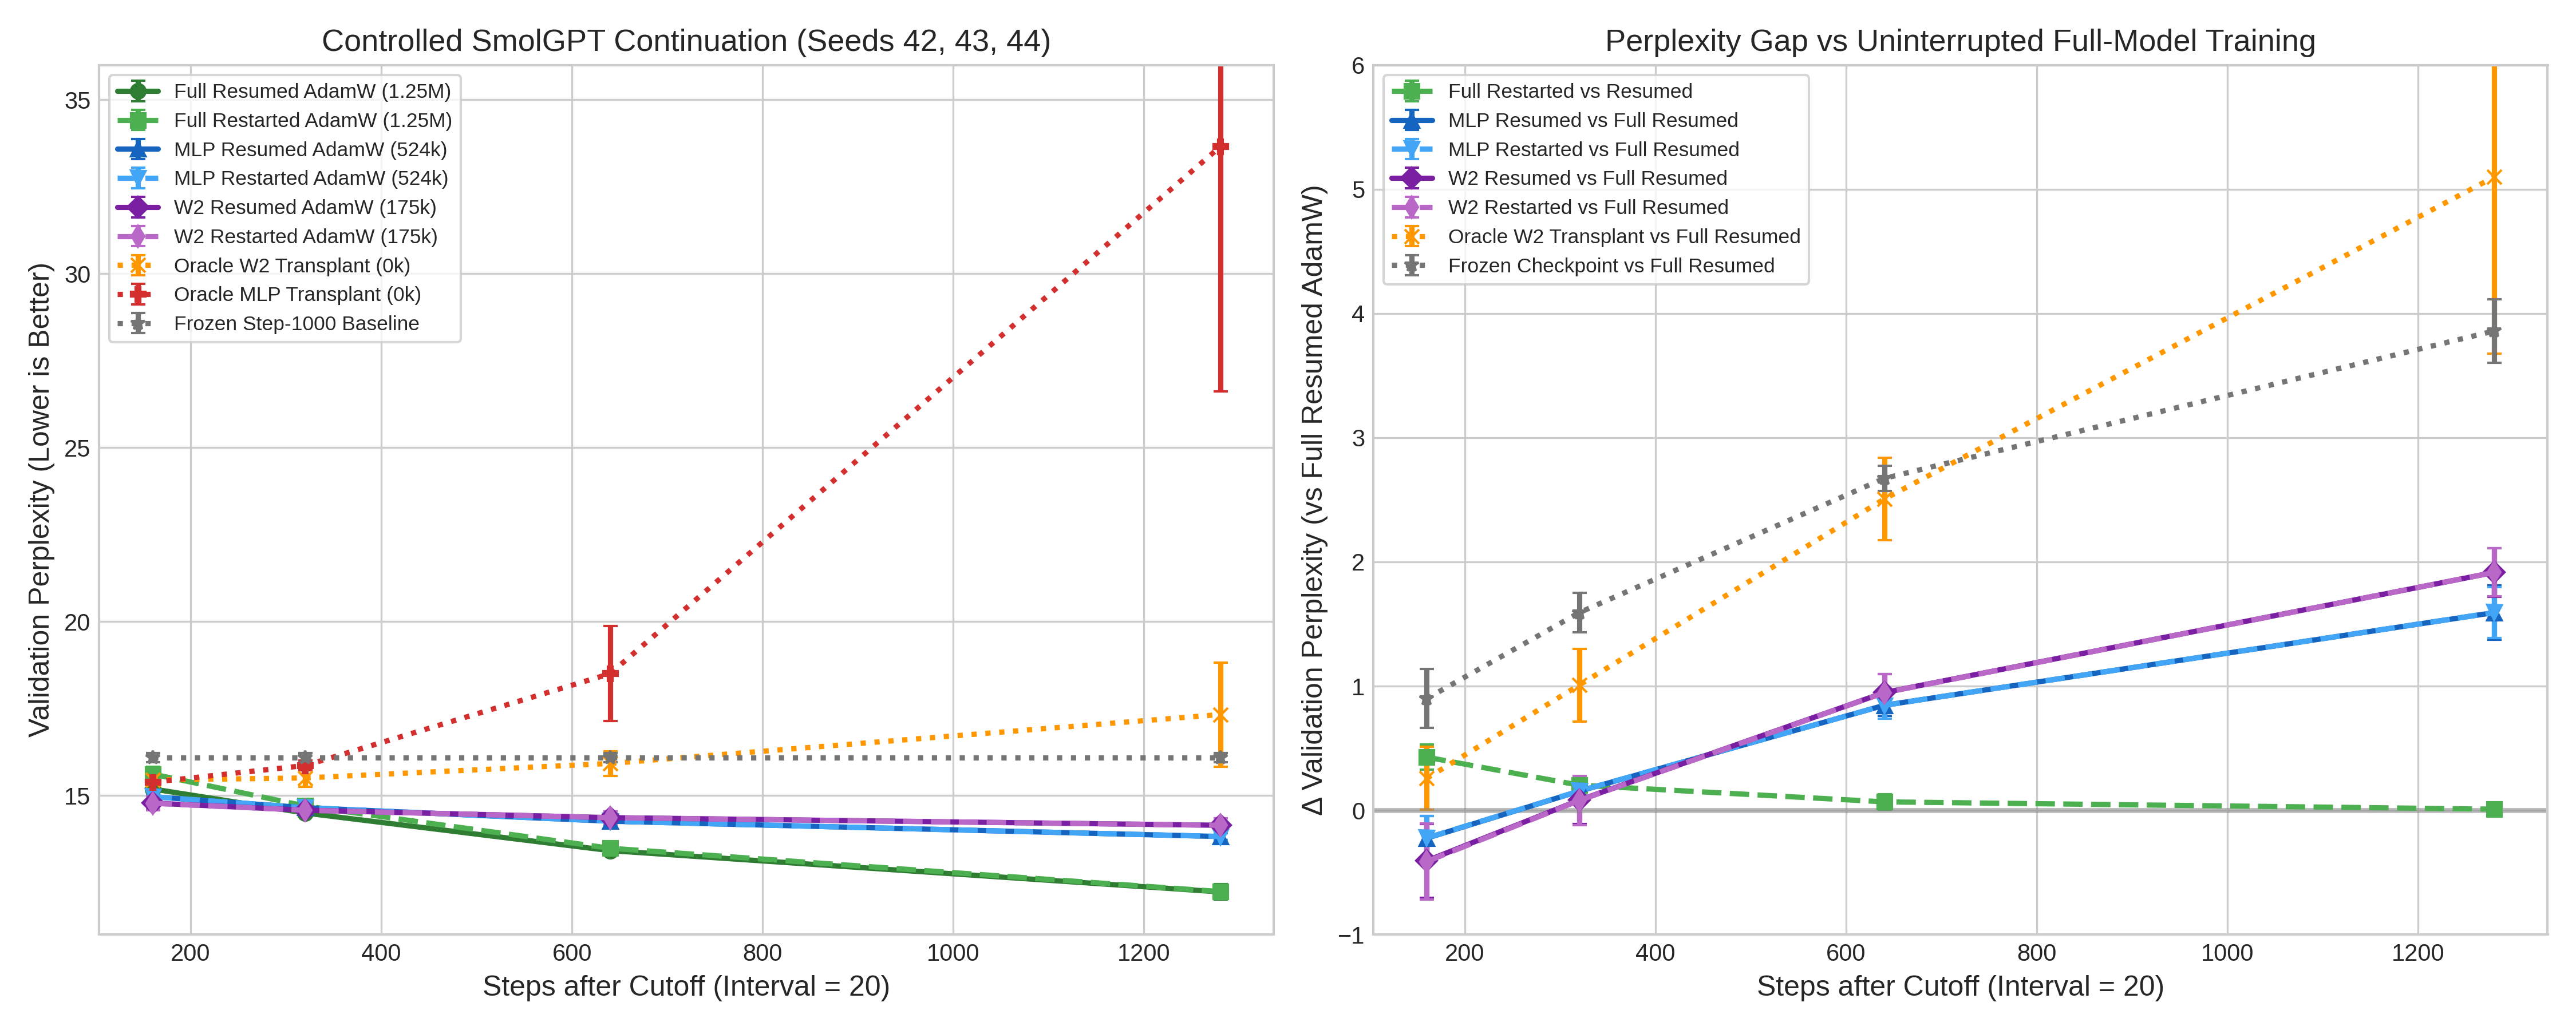 Controlled SmolGPT Continuation (Seeds 42, 43, 44)
Validation Perplexity (Lower is Better)
35
30
25
20
15
Full Resumed AdamW (1.25M)
Full Restarted AdamW (1.25M)
MLP Resumed AdamW (524k)
MLP Restarted AdamW (524k)
W2 Resumed AdamW (175k)
W2 Restarted AdamW (175k)
Oracle W2 Transplant (0k)
Oracle MLP Transplant (0k)
Frozen Step-1000 Baseline
200 400 600 800 1000 1200
Steps after Cutoff (Interval = 20)
Perplexity Gap vs Uninterrupted Full-Model Training
Δ Validation Perplexity (vs Full Resumed AdamW)
6
5
4
3
2
1
0
−1
Full Restarted vs Resumed
MLP Resumed vs Full Resumed
MLP Restarted vs Full Resumed
W2 Resumed vs Full Resumed
W2 Restarted vs Full Resumed
Oracle W2 Transplant vs Full Resumed
Frozen Checkpoint vs Full Resumed
200 400 600 800 1000 1200
Steps after Cutoff (Interval = 20)